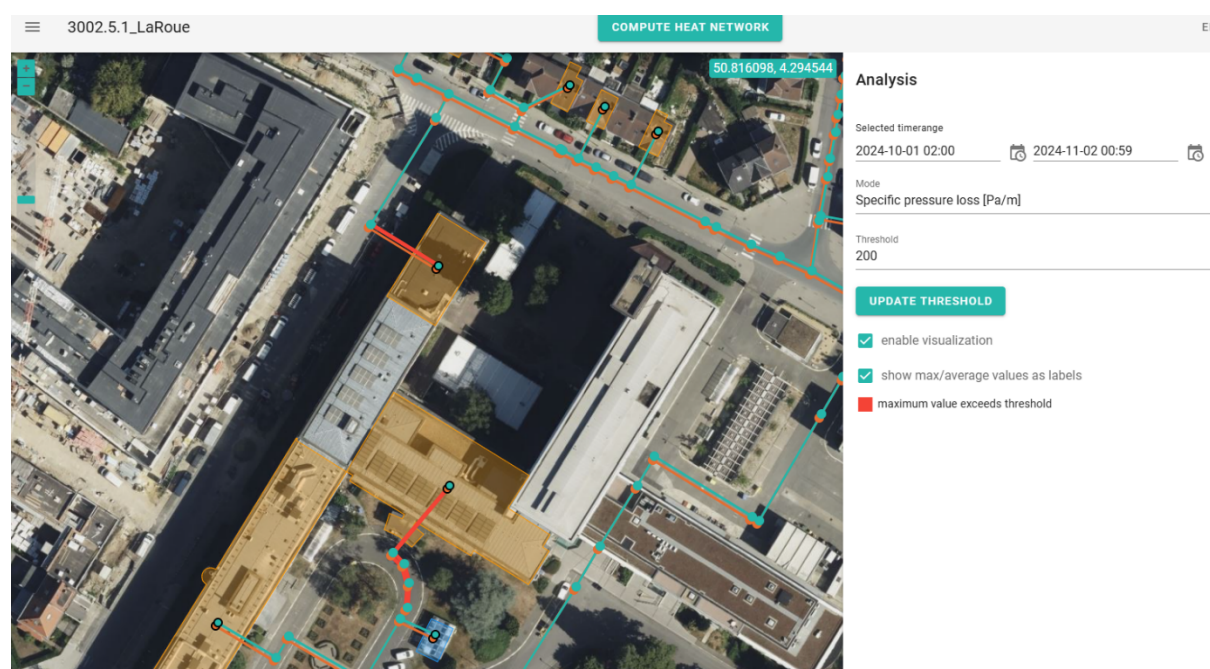 3002.5.1_LaRoue
COMPUTE HEAT NETWORK
+
−
50.816098, 4.294544
Analysis
Selected timerange
2024-10-01 02:00 2024-11-02 00:59
Mode
Specific pressure loss [Pa/m]
Threshold
200
UPDATE THRESHOLD
enable visualization
show max/average values as labels
maximum value exceeds threshold